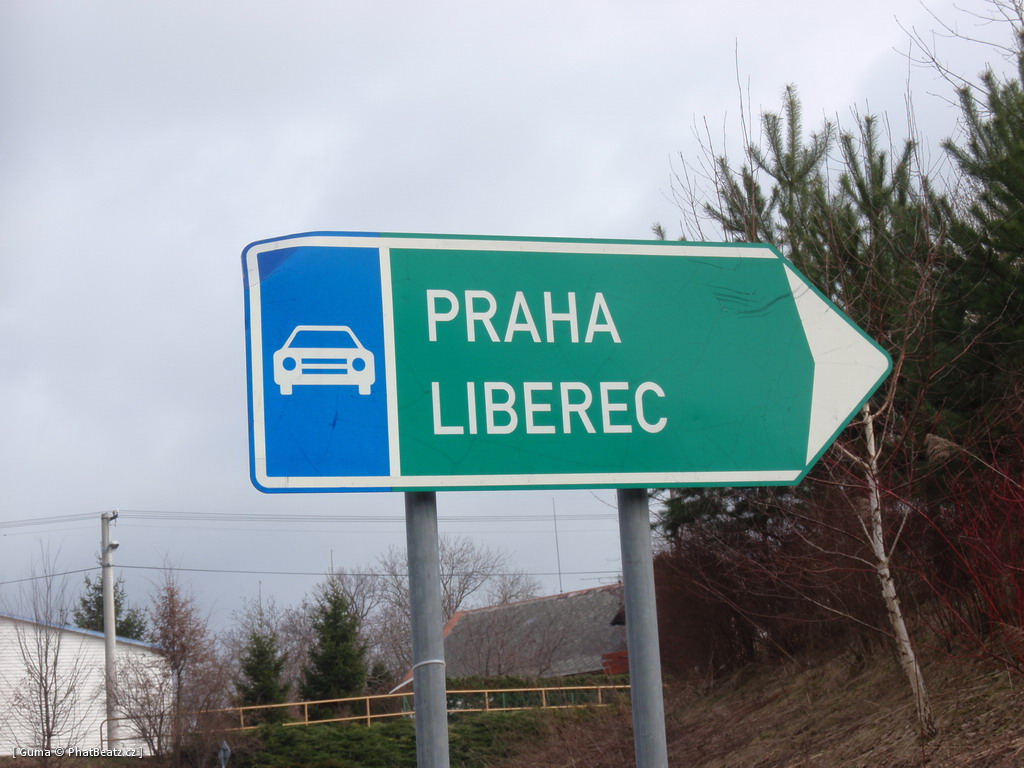 PRAHA
LIBEREC
[ Guma © PhatBeatz.cz ]